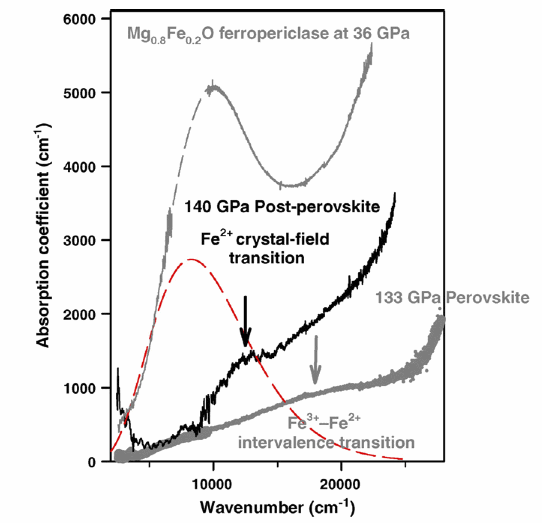 Mg0.8Fe0.2O ferropericlase at 36 GPa
6000
5000
4000
3000
2000
1000
0
Absorption coefficient (cm-1)
140 GPa Post-perovskite
Fe2+ crystal-field
transition
133 GPa Perovskite
Fe3+–Fe2+
intervalence transition
10000
20000
Wavenumber (cm-1)